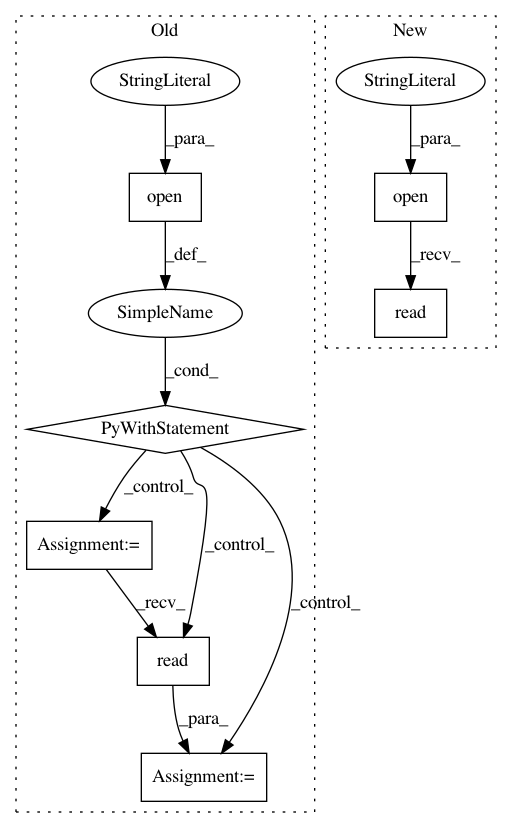 Old
New
StringLiteral
StringLiteral
_para_
_para_
open
open
_def_
_recv_
SimpleName
read
_cond_
PyWithStatement
_control_
Assignment:=
_control_
_control_
_recv_
read
_para_
Assignment:=